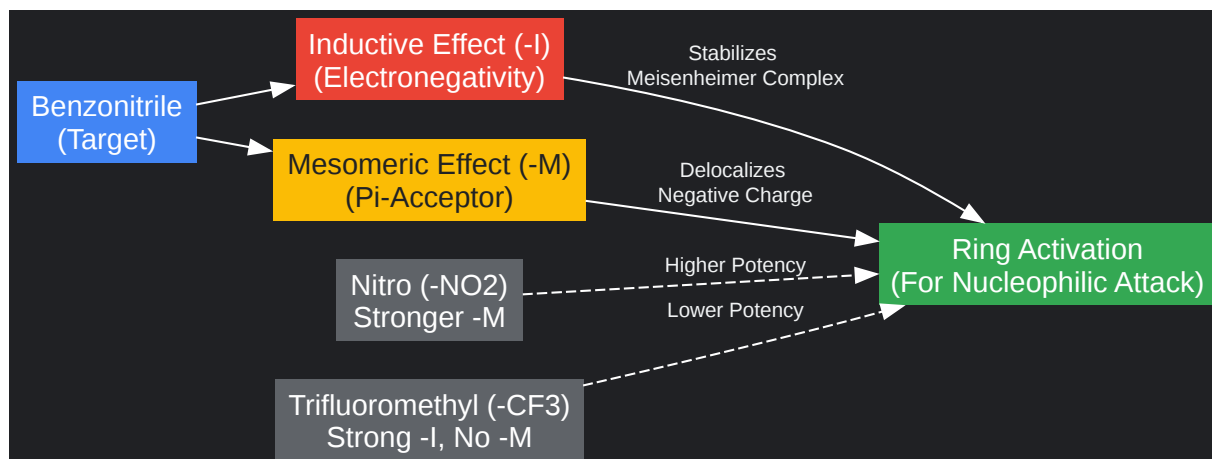 Benzonitrile
(Target)
Inductive Effect (-I)
(Electronegativity)
Stabilizes
Meisenheimer Complex
Mesomeric Effect (-M)
(Pi-Acceptor)
Delocalizes
Negative Charge
Ring Activation
(For Nucleophilic Attack)
Nitro (-NO2)
Stronger -M
Higher Potency
Lower Potency
Trifluoromethyl (-CF3)
Strong -I, No -M